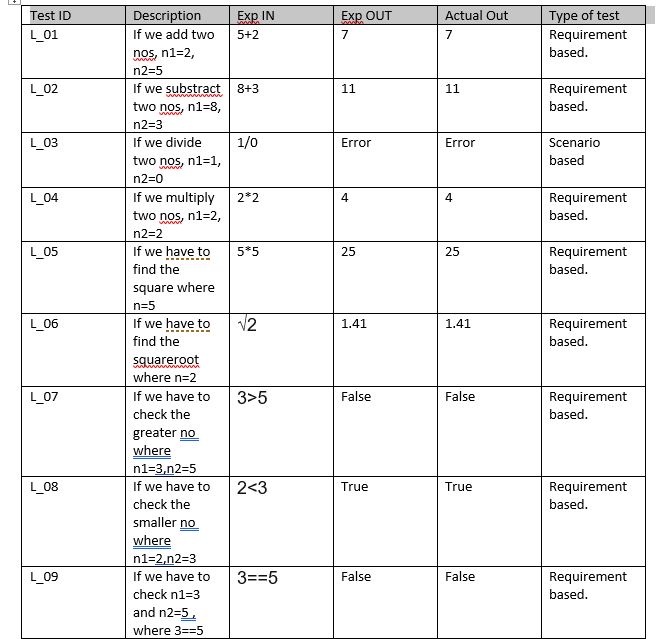 Test ID Description Exp IN Exp OUT Actual Out Type of test
L_01 If we add two 5+2 7 7 Requirement
nos, n1=2, based.
n2=5
L_02 If we substract 8+3 11 11 Requirement
two nos, n1=8, based.
n2=3
L_03 If we divide 1/0 Error Error Scenario
two nos, n1=1, based
n2=0
L_04 If we multiply 2*2 4 4 Requirement
two nos, n1=2, based.
n2=2
L_05 If we have to 5*5 25 25 Requirement
find the based.
square where
n=5
L_06 If we have to √2 1.41 1.41 Requirement
find the based.
squareroot
where n=2
L_07 If we have to 3>5 False False Requirement
check the based.
greater no
where
n1=3,n2=5
L_08 If we have to 2<3 True True Requirement
check the based.
smaller no
where
n1=2,n2=3
L_09 If we have to 3==5 False False Requirement
check n1=3 based.
and n2=5 ,
where 3==5